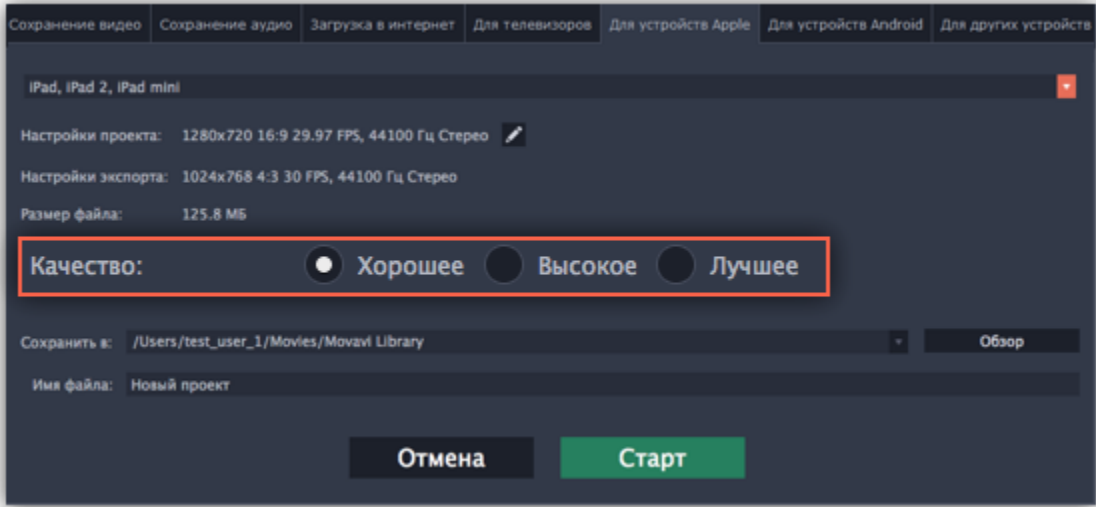 Сохранение видео Сохранение аудио Загрузка в интернет Для телевизоров Для устройств Apple Для устройств Android Для других устройств
iPad, iPad 2, iPad mini
Настройки проекта: 1280x720 16:9 29.97 FPS, 44100 Гц Стерео
Настройки экспорта: 1024x768 4:3 30 FPS, 44100 Гц Стерео
Размер файла: 125.8 МБ
Качество: Хорошее Высокое Лучшее
Сохранить в: /Users/test_user_1/Movies/Movavi Library Обзор
Имя файла: Новый проект
Отмена Старт